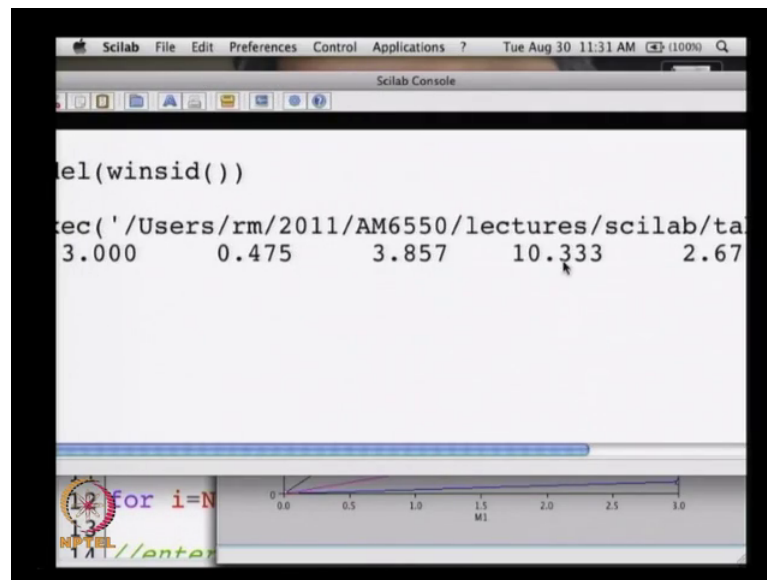 Scilab File Edit Preferences Control Applications ? Tue Aug 30 11:31 AM (100%)
Scilab Console
del(winsid())
xec('/Users/rm/2011/AM6550/lectures/scilab/ta
3.000 0.475 3.857 10.333 2.67
12 for i=N
13
14 //enter
0
0.0 0.5 1.0 1.5 2.0 2.5 3.0
M1
NPTEL